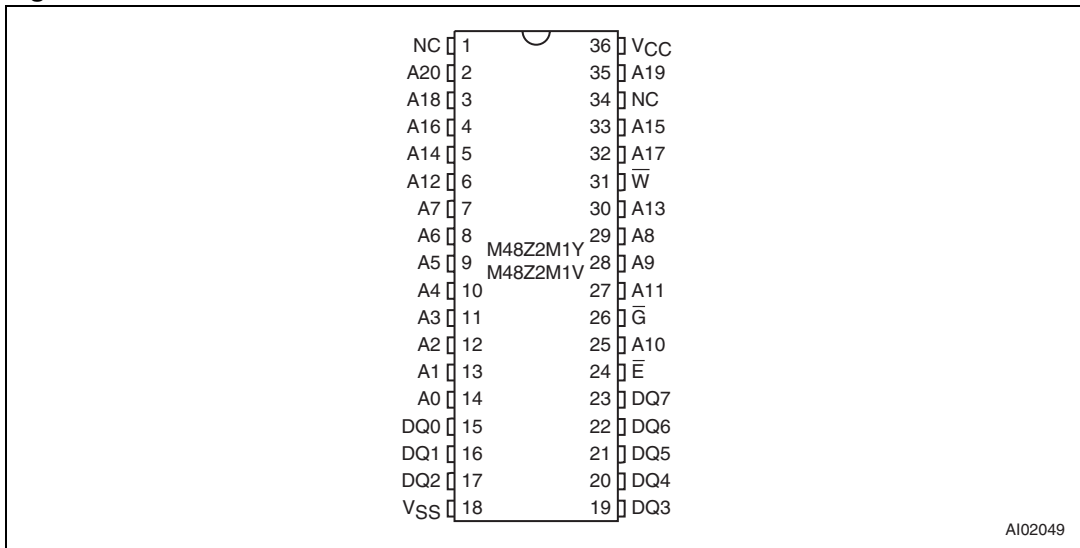 NC 1 36 VCC
A20 2 35 A19
A18 3 34 NC
A16 4 33 A15
A14 5 32 A17
A12 6 31 W̅
A7 7 30 A13
A6 8 29 A8
M48Z2M1Y
A5 9 28 A9
M48Z2M1V
A4 10 27 A11
A3 11 26 G̅
A2 12 25 A10
A1 13 24 E̅
A0 14 23 DQ7
DQ0 15 22 DQ6
DQ1 16 21 DQ5
DQ2 17 20 DQ4
VSS 18 19 DQ3
AI02049